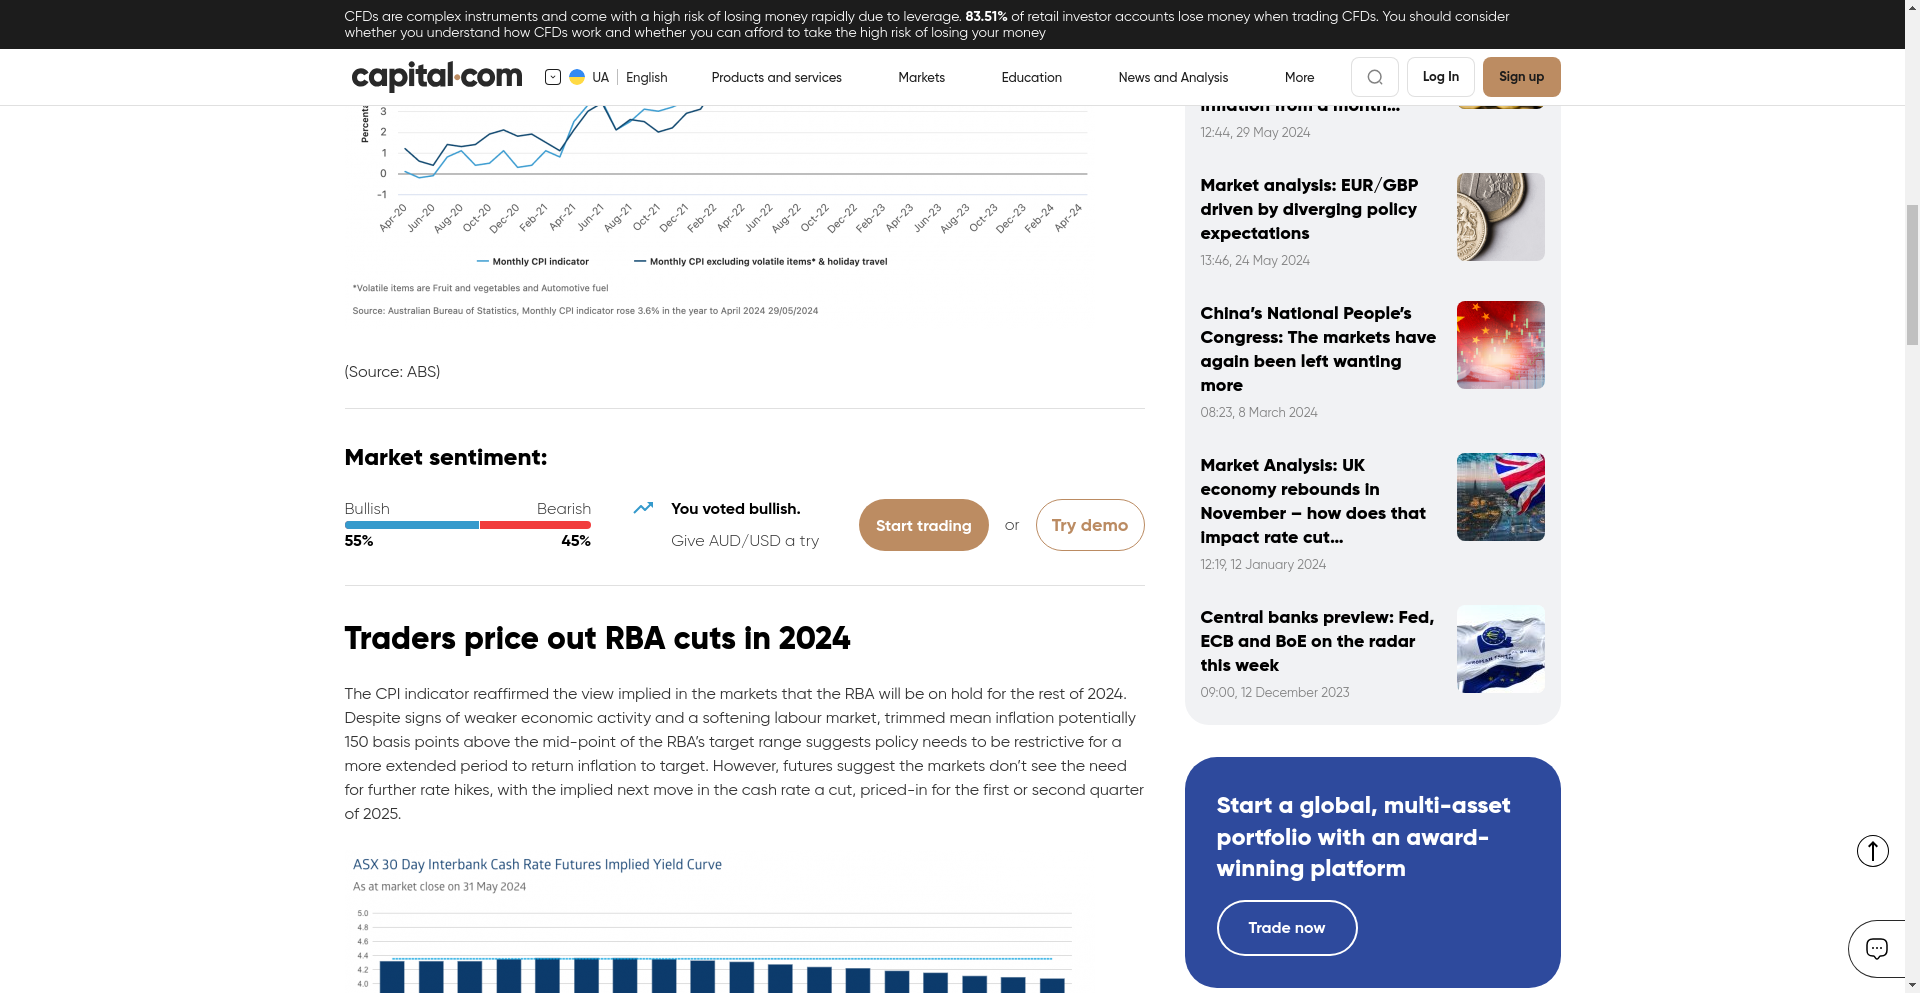 CFDs are complex instruments and come with a high risk of losing money rapidly due to leverage. 83.51% of retail investor accounts lose money when trading CFDs. You should consider
whether you understand how CFDs work and whether you can afford to take the high risk of losing your money
capital.com
UA
English
Products and services
Markets
Education
News and Analysis
More
Log In
Sign up
Percenta
3
2
1
0
-1
Apr-20
Jun-20
Aug-20
Oct-20
Dec-20
Feb-21
Apr-21
Jun-21
Aug-21
Oct-21
Dec-21
Feb-22
Apr-22
Jun-22
Aug-22
Oct-22
Dec-22
Feb-23
Apr-23
Jun-23
Aug-23
Oct-23
Dec-23
Feb-24
Apr-24
Monthly CPI indicator
Monthly CPI excluding volatile items* & holiday travel
*Volatile items are Fruit and vegetables and Automotive fuel
Source: Australian Bureau of Statistics, Monthly CPI indicator rose 3.6% in the year to April 2024 29/05/2024
(Source: ABS)
Market sentiment:
Bullish
Bearish
55%
45%
You voted bullish.
Give AUD/USD a try
Start trading
or
Try demo
Traders price out RBA cuts in 2024
The CPI indicator reaffirmed the view implied in the markets that the RBA will be on hold for the rest of 2024.
Despite signs of weaker economic activity and a softening labour market, trimmed mean inflation potentially
150 basis points above the mid-point of the RBA's target range suggests policy needs to be restrictive for a
more extended period to return inflation to target. However, futures suggest the markets don't see the need
for further rate hikes, with the implied next move in the cash rate a cut, priced-in for the first or second quarter
of 2025.
ASX 30 Day Interbank Cash Rate Futures Implied Yield Curve
As at market close on 31 May 2024
5.0
4.8
4.6
4.4
4.2
4.0
inflation from a month...
12:44, 29 May 2024
Market analysis: EUR/GBP
driven by diverging policy
expectations
13:46, 24 May 2024
China's National People's
Congress: The markets have
again been left wanting
more
08:23, 8 March 2024
Market Analysis: UK
economy rebounds in
November – how does that
impact rate cut...
12:19, 12 January 2024
Central banks preview: Fed,
ECB and BoE on the radar
this week
09:00, 12 December 2023
Start a global, multi-asset
portfolio with an award-
winning platform
Trade now